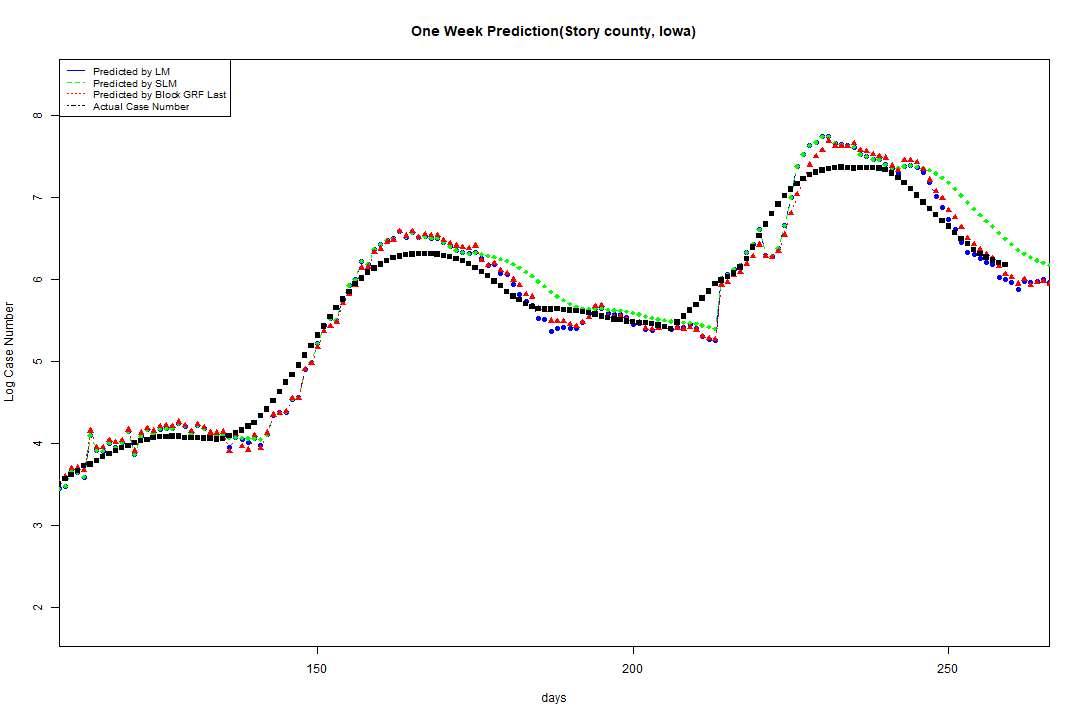 One Week Prediction(Story county, Iowa)
Predicted by LM
Predicted by SLM
Predicted by Block GRF Last
Actual Case Number
8
7
6
5
4
3
2
Log Case Number
150 200 250
days